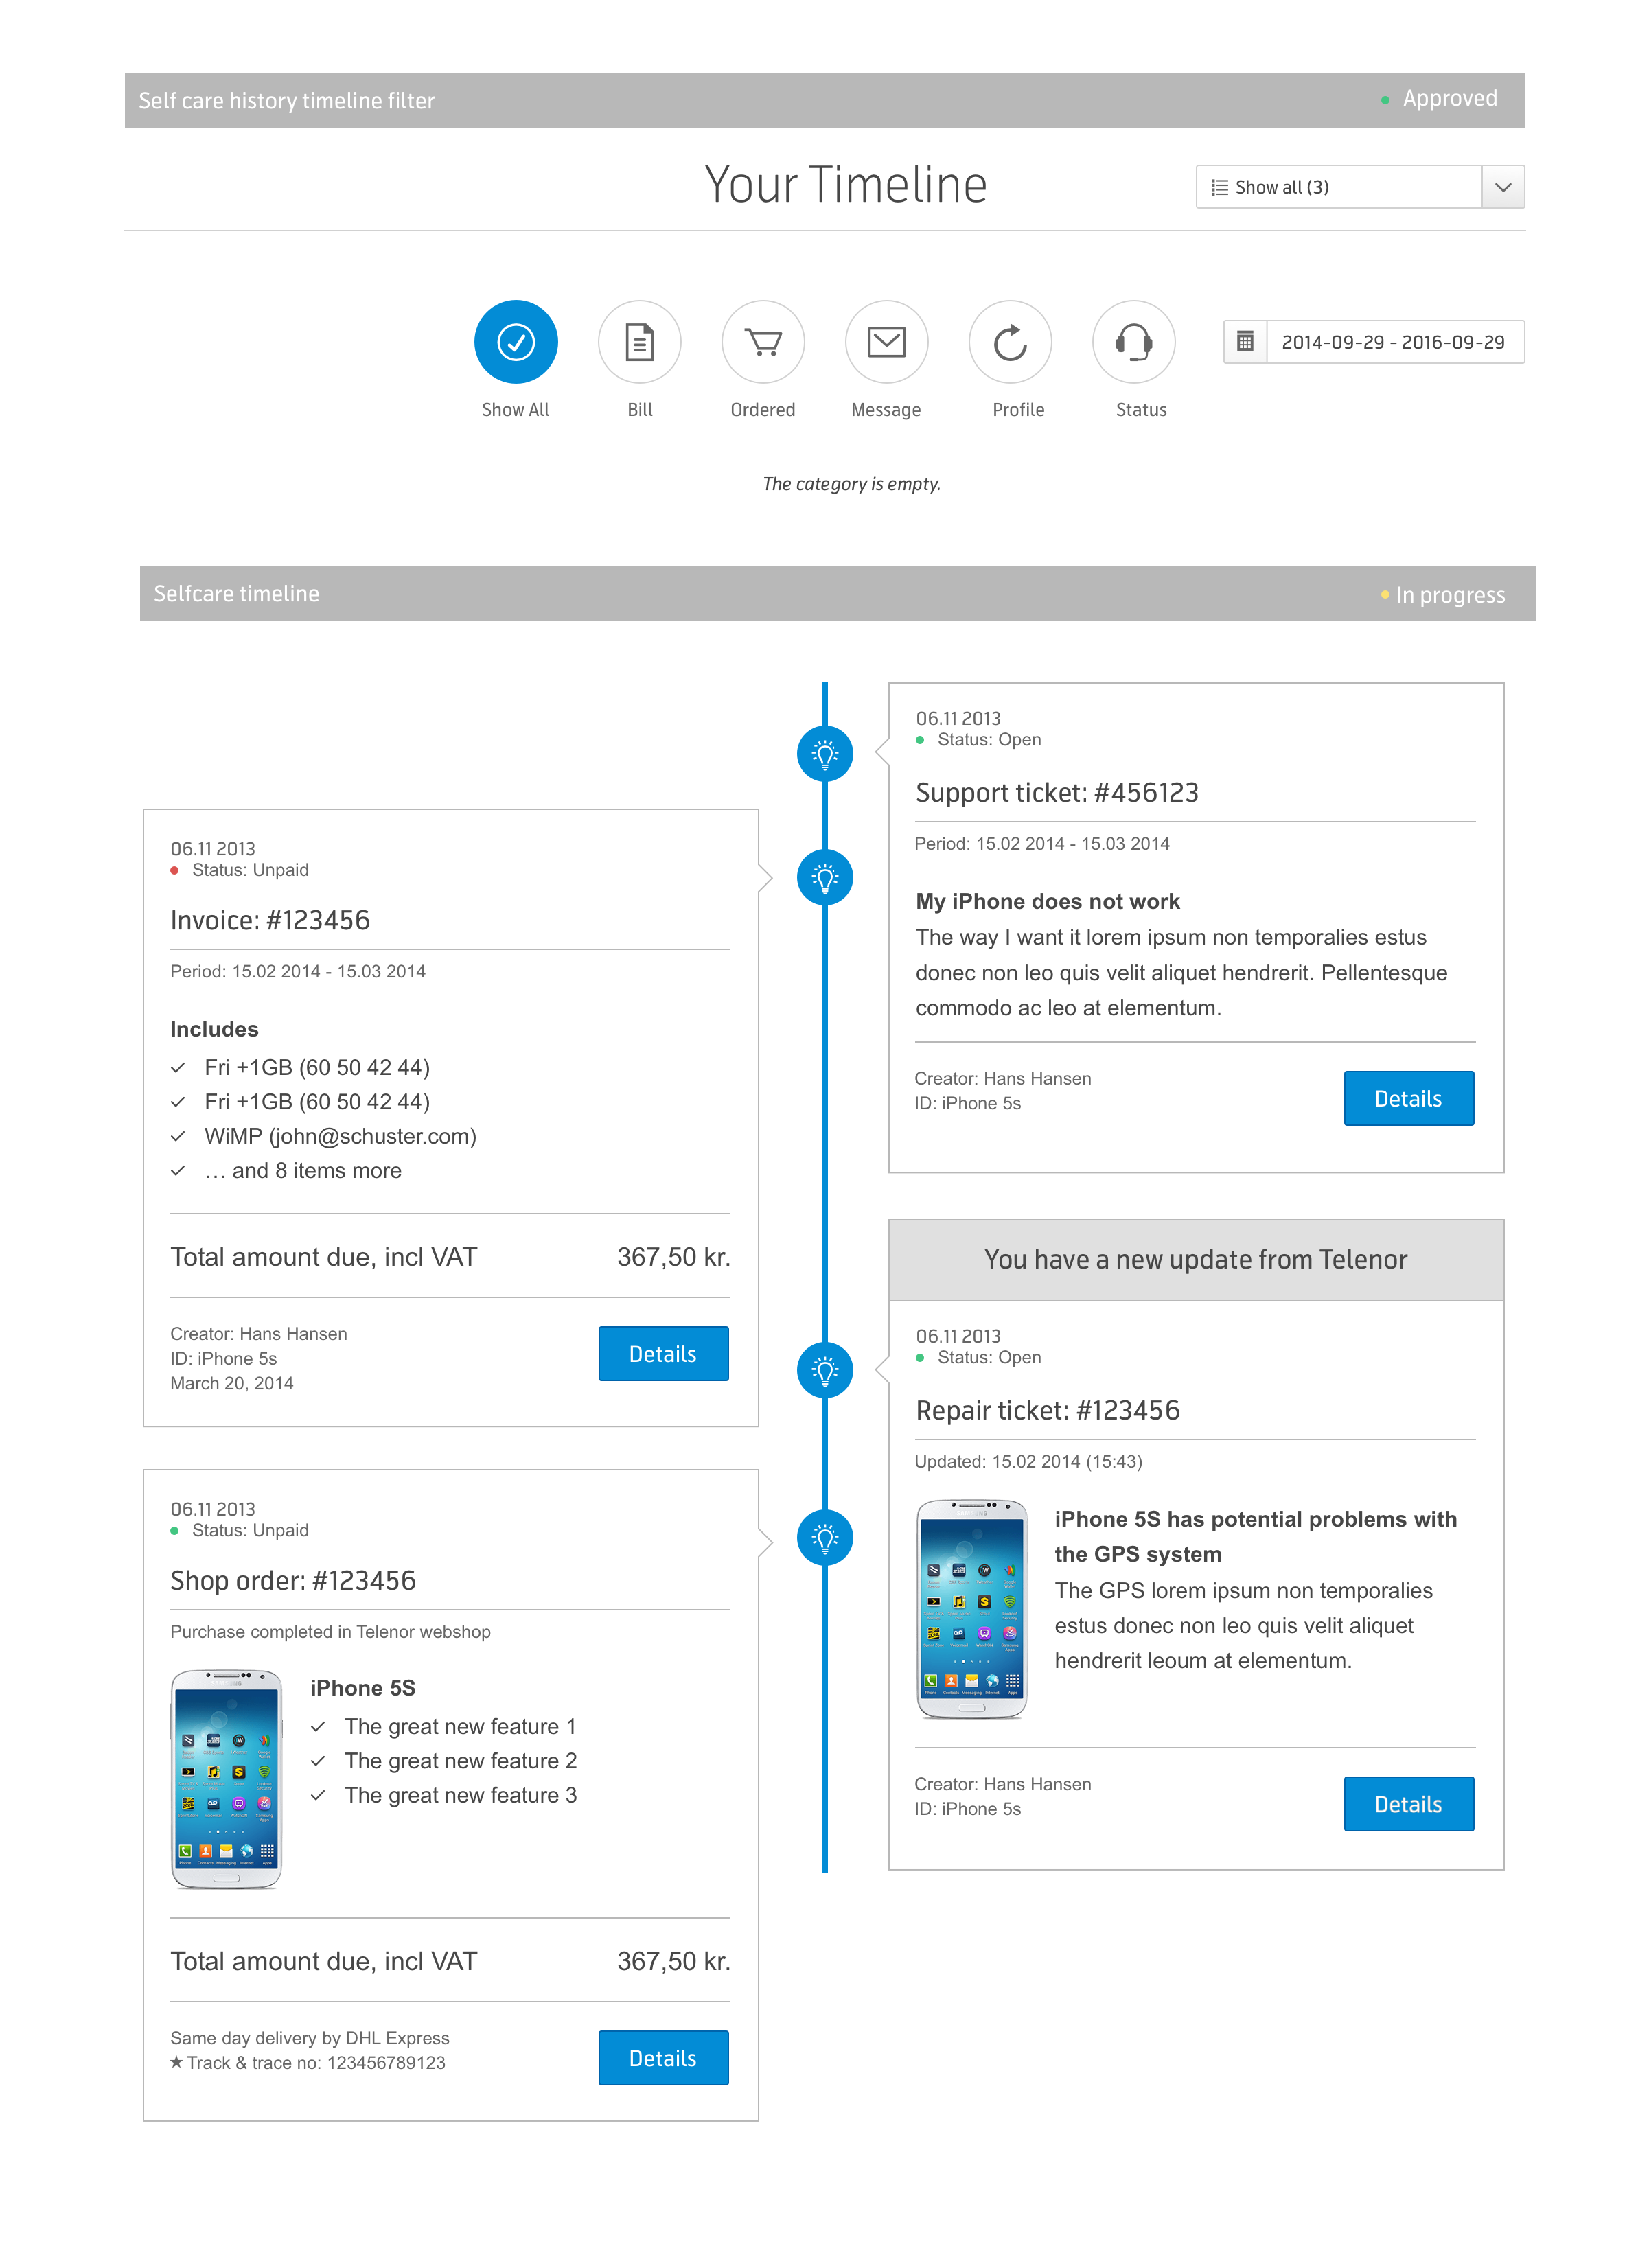 Self care history timeline filter
Approved
Your Timeline
Show all (3)
Show All
Bill
Ordered
Message
Profile
Status
2014-09-29 - 2016-09-29
The category is empty.
Selfcare timeline
In progress
06.11 2013
Status: Open
Support ticket: #456123
Period: 15.02 2014 - 15.03 2014
My iPhone does not work
The way I want it lorem ipsum non temporalies estus
donec non leo quis velit aliquet hendrerit. Pellentesque
commodo ac leo at elementum.
Creator: Hans Hansen
ID: iPhone 5s
Details
06.11 2013
Status: Unpaid
Invoice: #123456
Period: 15.02 2014 - 15.03 2014
Includes
Fri +1GB (60 50 42 44)
Fri +1GB (60 50 42 44)
WiMP (john@schuster.com)
... and 8 items more
Total amount due, incl VAT 367,50 kr.
Creator: Hans Hansen
ID: iPhone 5s
March 20, 2014
Details
You have a new update from Telenor
06.11 2013
Status: Open
Repair ticket: #123456
Updated: 15.02 2014 (15:43)
iPhone 5S has potential problems with
the GPS system
The GPS lorem ipsum non temporalies
estus donec non leo quis velit aliquet
hendrerit leoum at elementum.
Phone Contacts Messaging Internet Apps
Creator: Hans Hansen
ID: iPhone 5s
Details
06.11 2013
Status: Unpaid
Shop order: #123456
Purchase completed in Telenor webshop
iPhone 5S
The great new feature 1
The great new feature 2
The great new feature 3
Phone Contacts Messaging Internet Apps
Total amount due, incl VAT 367,50 kr.
Same day delivery by DHL Express
Track & trace no: 123456789123
Details